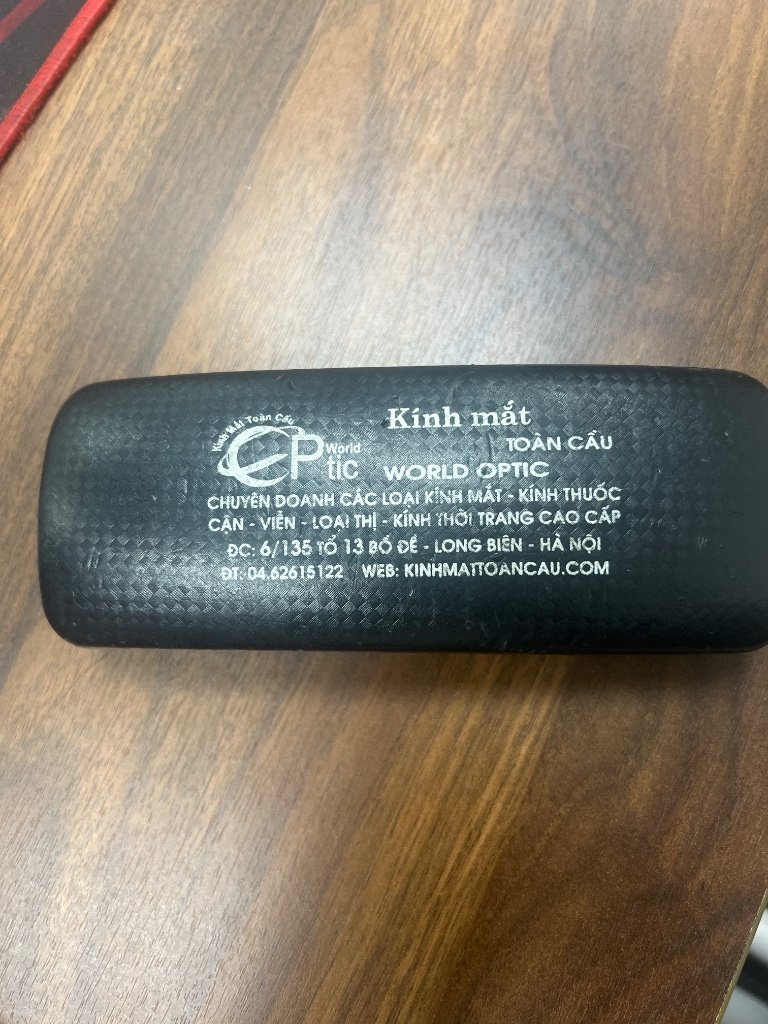 Kính Mắt Toàn Cầu
World
Optic
Kính mắt
TOÀN CẦU
WORLD OPTIC
CHUYÊN DOANH CÁC LOẠI KÍNH MẮT - KÍNH THUỐC
CẬN - VIỄN - LOẠI THỊ - KÍNH THỜI TRANG CAO CẤP
ĐC: 6/135 TỔ 13 BỒ ĐỀ - LONG BIÊN - HÀ NỘI
ĐT: 04.62615122 WEB: KINHMATTOANCAU.COM